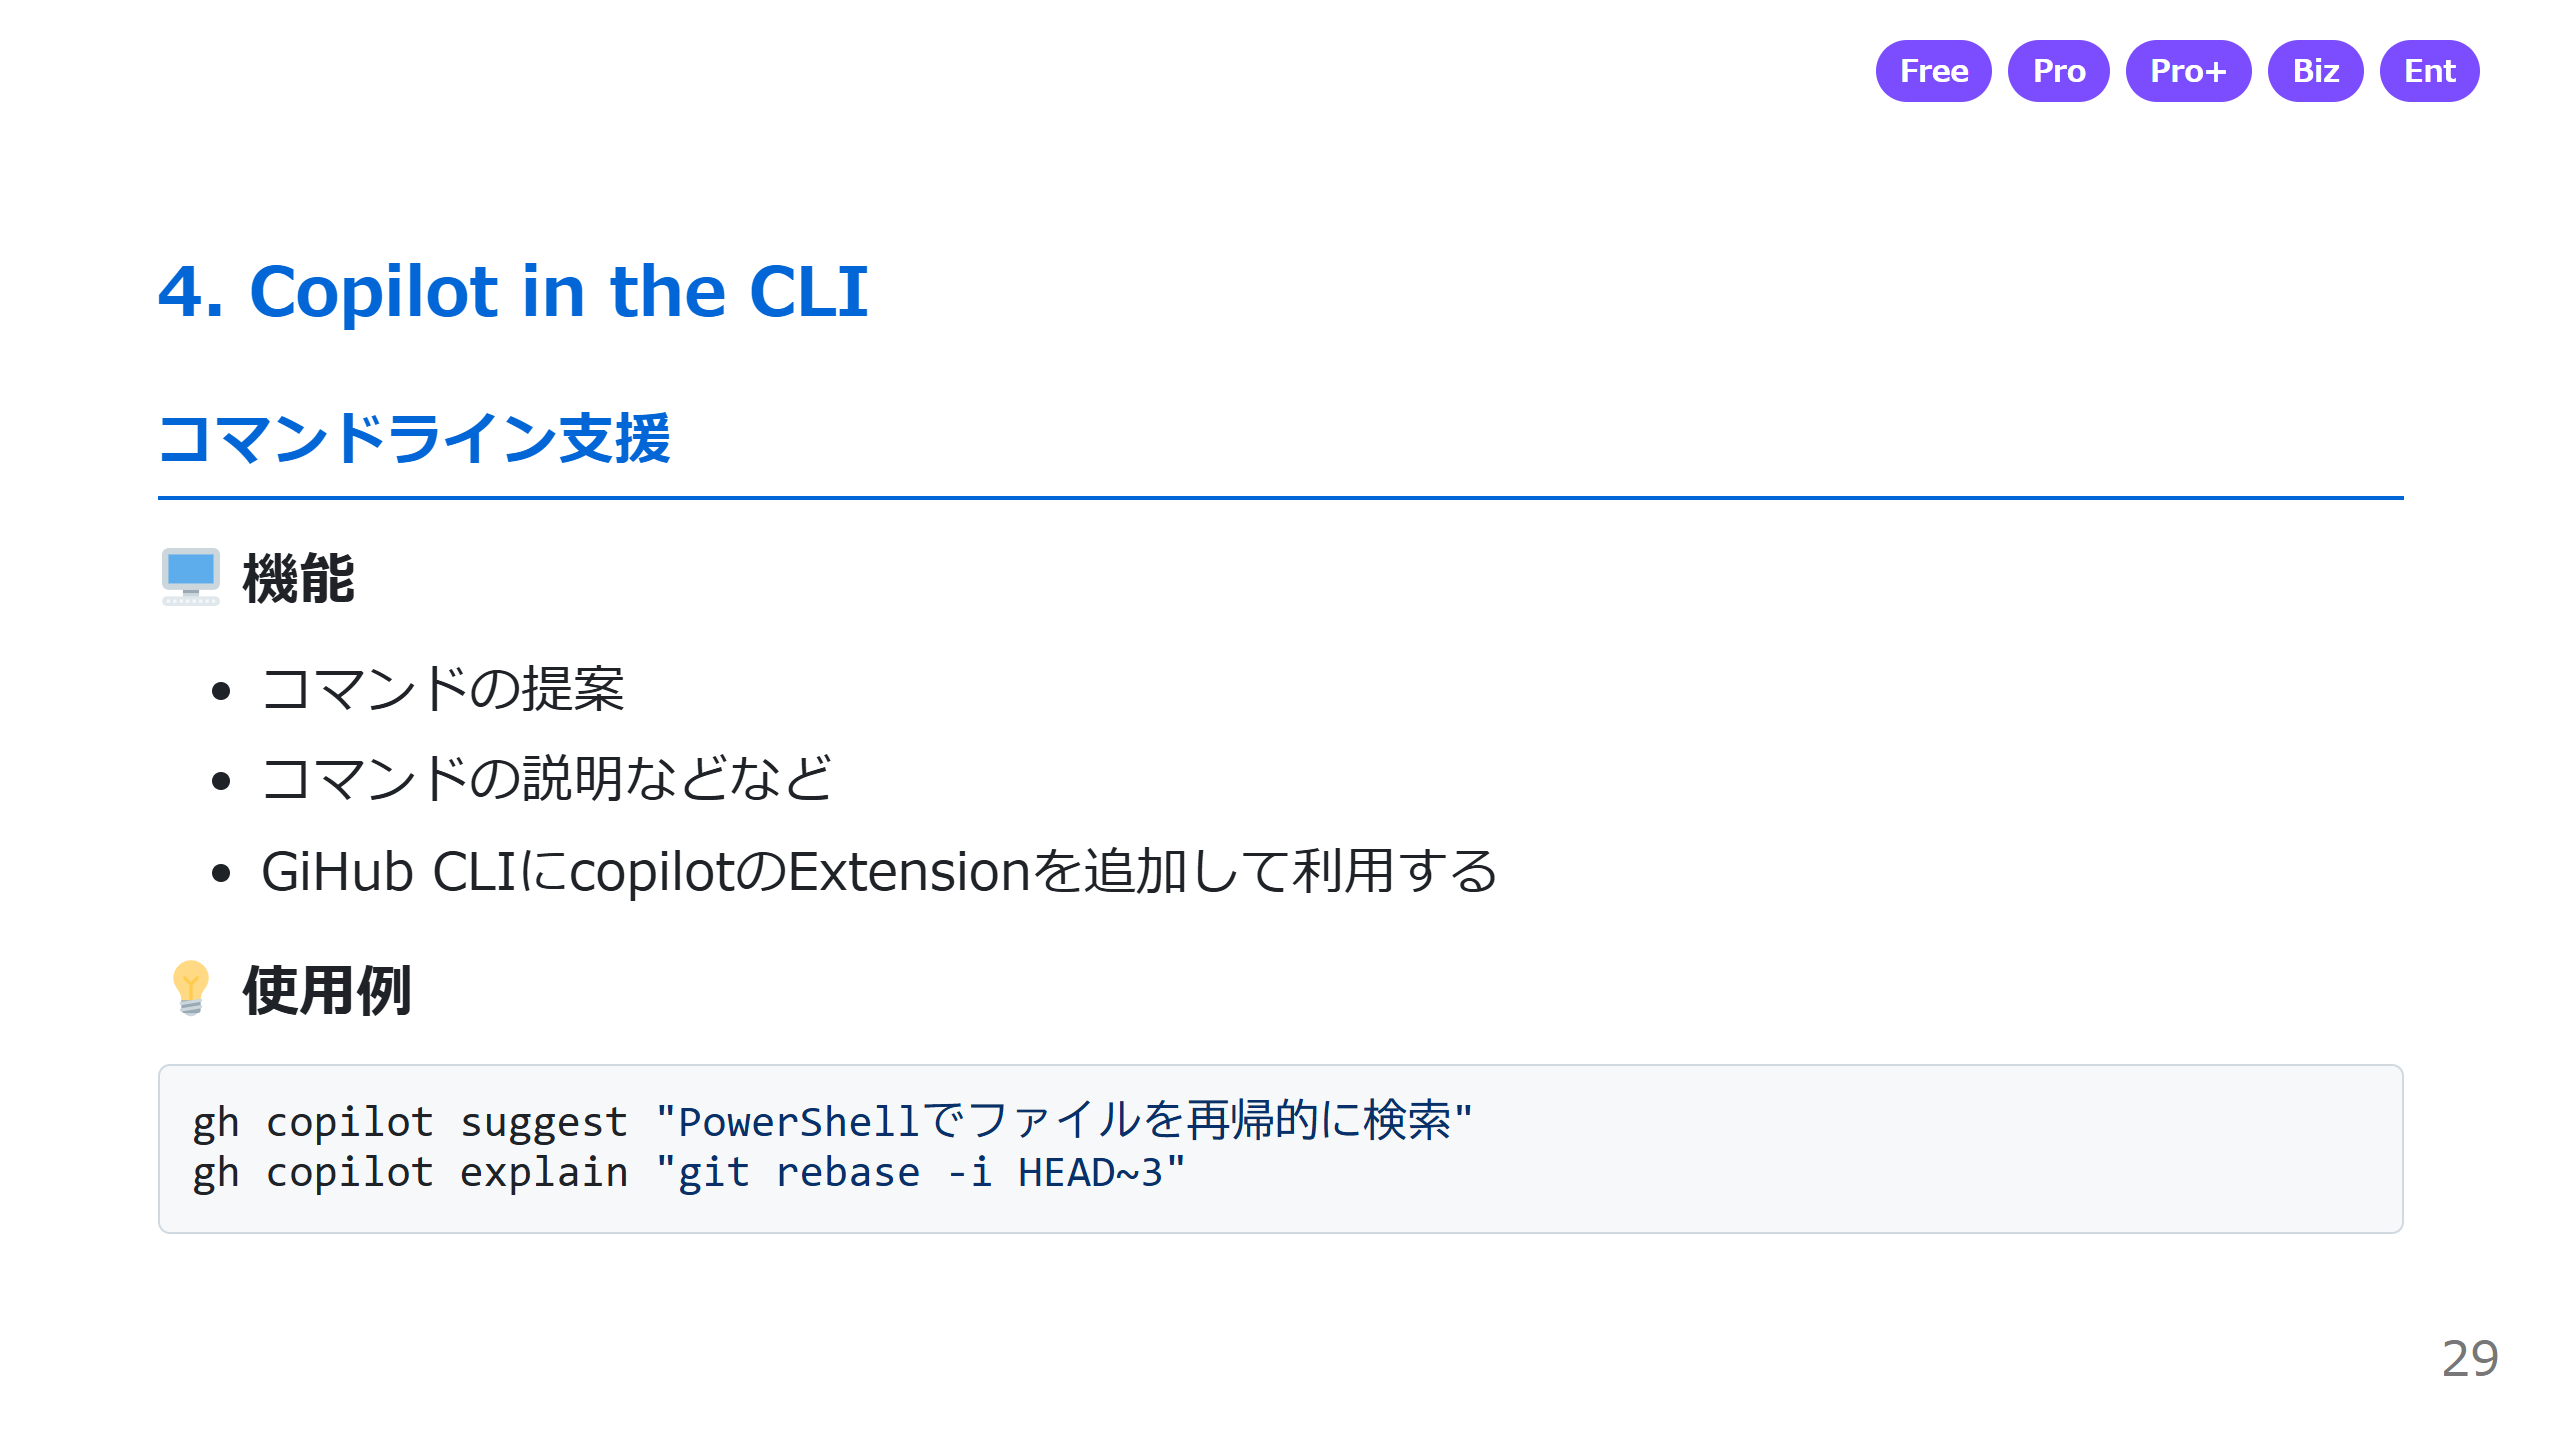 Free Pro Pro+ Biz Ent
4. Copilot in the CLI
コマンドライン支援
機能
• コマンドの提案
• コマンドの説明などなど
• GiHub CLIにcopilotのExtensionを追加して利用する
使用例
gh copilot suggest "PowerShellでファイルを再帰的に検索"
gh copilot explain "git rebase -i HEAD~3"
29